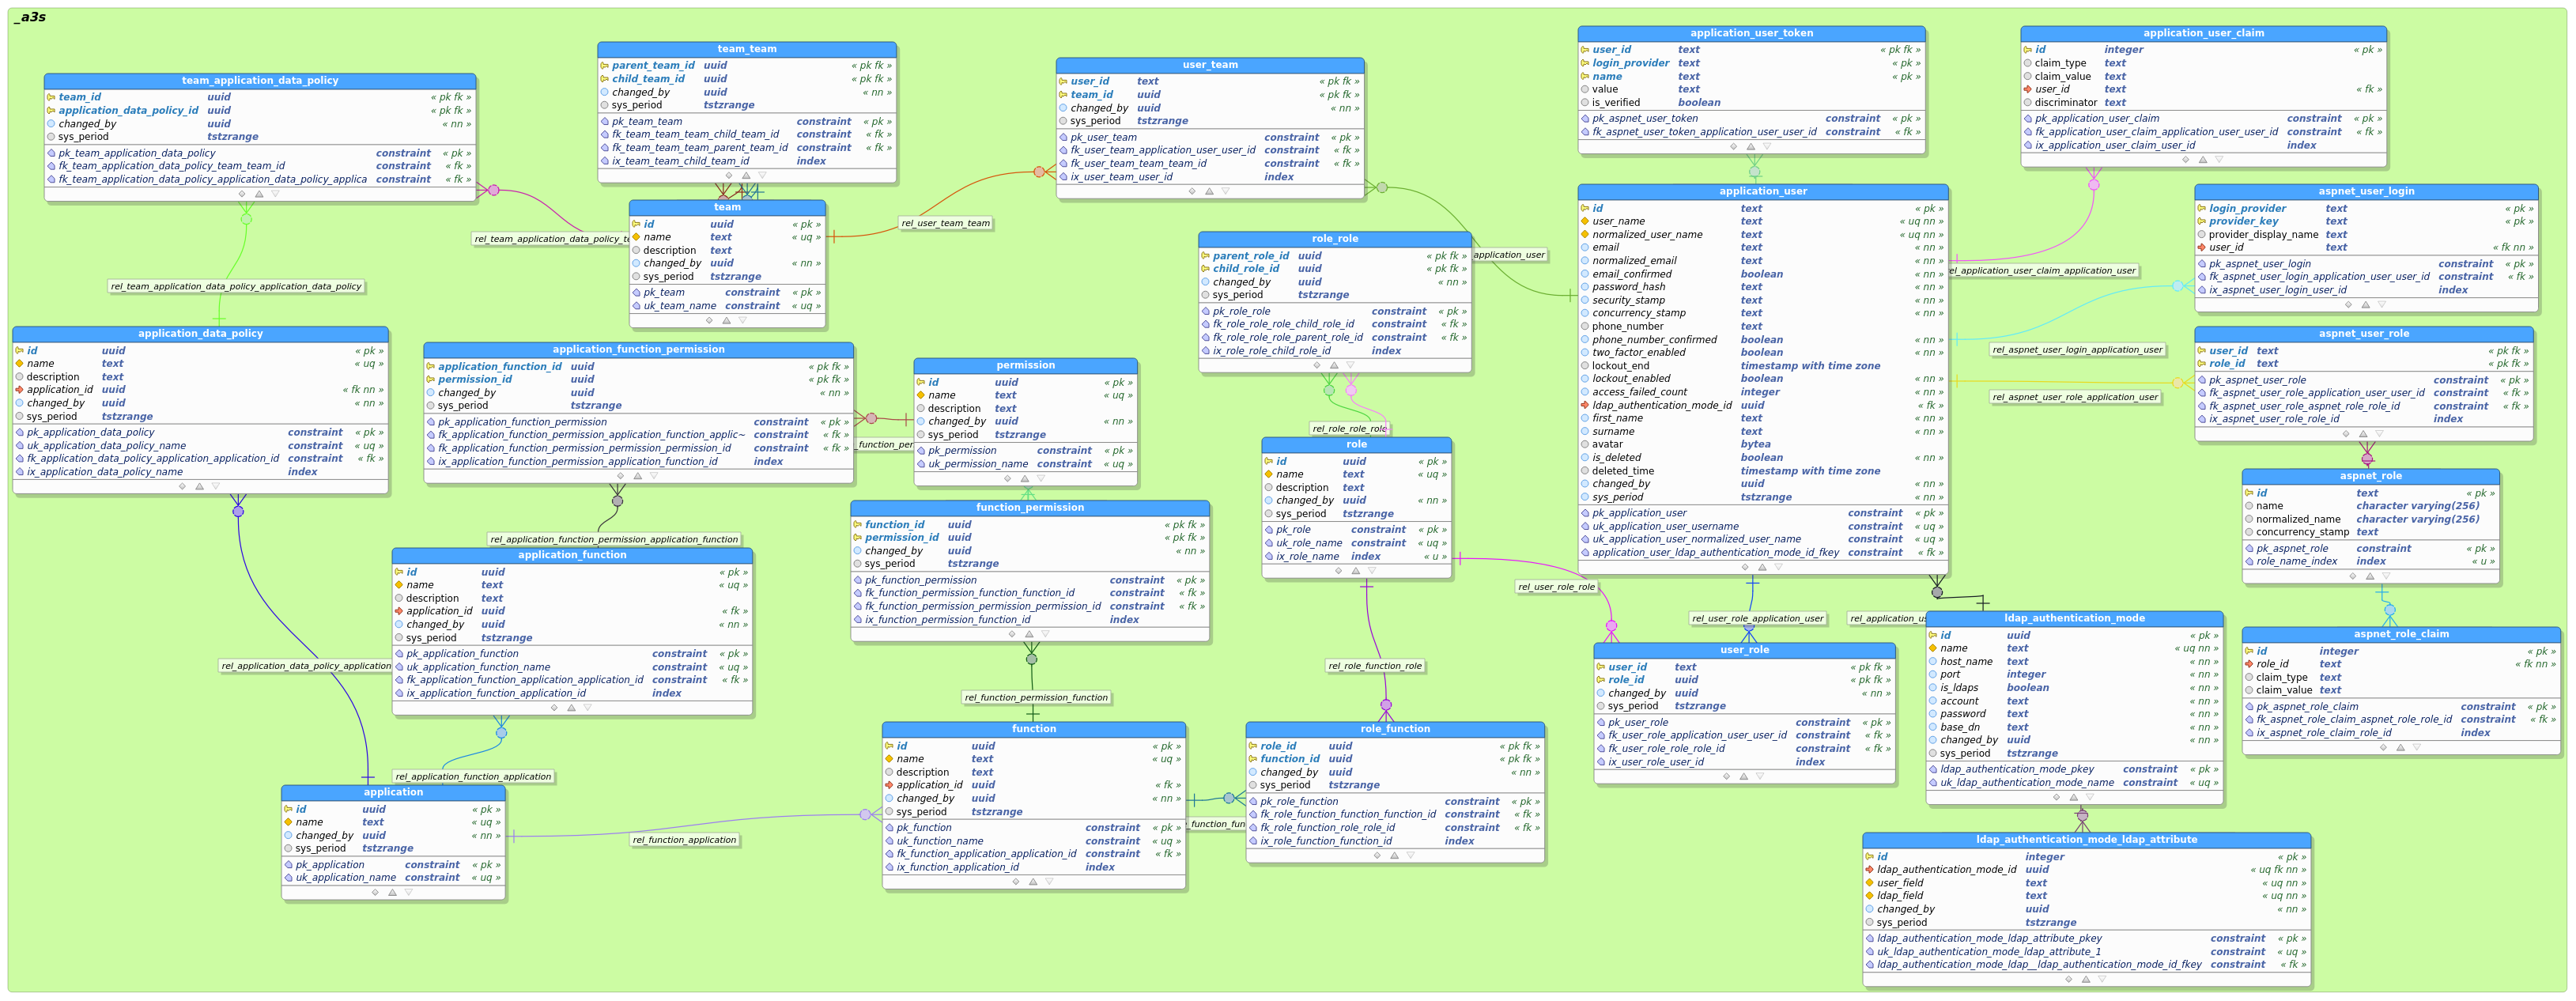 _a3s
team_application_data_policy
team_id uuid « pk fk »
application_data_policy_id uuid « pk fk »
changed_by uuid « nn »
sys_period tstzrange
pk_team_application_data_policy constraint « pk »
fk_team_application_data_policy_team_team_id constraint « fk »
fk_team_application_data_policy_application_data_policy_applica constraint « fk »
team_team
parent_team_id uuid « pk fk »
child_team_id uuid « pk fk »
changed_by uuid « nn »
sys_period tstzrange
pk_team_team constraint « pk »
fk_team_team_team_child_team_id constraint « fk »
fk_team_team_team_parent_team_id constraint « fk »
ix_team_team_child_team_id index
user_team
user_id text « pk fk »
team_id uuid « pk fk »
changed_by uuid « nn »
sys_period tstzrange
pk_user_team constraint « pk »
fk_user_team_application_user_user_id constraint « fk »
fk_user_team_team_team_id constraint « fk »
ix_user_team_user_id index
application_user_token
user_id text « pk fk »
login_provider text « pk »
name text « pk »
value text
is_verified boolean
pk_aspnet_user_token constraint « pk »
fk_aspnet_user_token_application_user_user_id constraint « fk »
application_user_claim
id integer « pk »
claim_type text
claim_value text
user_id text « fk »
discriminator text
pk_application_user_claim constraint « pk »
fk_application_user_claim_application_user_user_id constraint « fk »
ix_application_user_claim_user_id index
team
id uuid « pk »
name text « uq »
description text
changed_by uuid « nn »
sys_period tstzrange
pk_team constraint « pk »
uk_team_name constraint « uq »
rel_team_application_data_policy_te
rel_user_team_team
application_user
rel_team_application_data_policy_application_data_policy
role_role
parent_role_id uuid « pk fk »
child_role_id uuid « pk fk »
changed_by uuid « nn »
sys_period tstzrange
pk_role_role constraint « pk »
fk_role_role_role_child_role_id constraint « fk »
fk_role_role_role_parent_role_id constraint « fk »
ix_role_role_child_role_id index
rel_role_role_role
application_user
id text « pk »
user_name text « uq nn »
normalized_user_name text « uq nn »
email text « nn »
normalized_email text « nn »
email_confirmed boolean « nn »
password_hash text « nn »
security_stamp text « nn »
concurrency_stamp text « nn »
phone_number text
phone_number_confirmed boolean « nn »
two_factor_enabled boolean « nn »
lockout_end timestamp with time zone
lockout_enabled boolean « nn »
access_failed_count integer « nn »
ldap_authentication_mode_id uuid « fk »
first_name text « nn »
surname text « nn »
avatar bytea
is_deleted boolean « nn »
deleted_time timestamp with time zone
changed_by uuid « nn »
sys_period tstzrange « nn »
pk_application_user constraint « pk »
uk_application_user_username constraint « uq »
uk_application_user_normalized_user_name constraint « uq »
application_user_ldap_authentication_mode_id_fkey constraint « fk »
el_application_user_claim_application_user
aspnet_user_login
login_provider text « pk »
provider_key text « pk »
provider_display_name text
user_id text « fk nn »
pk_aspnet_user_login constraint « pk »
fk_aspnet_user_login_application_user_user_id constraint « fk »
ix_aspnet_user_login_user_id index
rel_aspnet_user_login_application_user
aspnet_user_role
user_id text « pk fk »
role_id text « pk fk »
pk_aspnet_user_role constraint « pk »
fk_aspnet_user_role_application_user_user_id constraint « fk »
fk_aspnet_user_role_aspnet_role_role_id constraint « fk »
ix_aspnet_user_role_role_id index
rel_aspnet_user_role_application_user
application_data_policy
id uuid « pk »
name text « uq »
description text
application_id uuid « fk nn »
changed_by uuid « nn »
sys_period tstzrange
pk_application_data_policy constraint « pk »
uk_application_data_policy_name constraint « uq »
fk_application_data_policy_application_application_id constraint « fk »
ix_application_data_policy_name index
application_function_permission
application_function_id uuid « pk fk »
permission_id uuid « pk fk »
changed_by uuid « nn »
sys_period tstzrange
pk_application_function_permission constraint « pk »
fk_application_function_permission_application_function_applic~ constraint « fk »
fk_application_function_permission_permission_permission_id constraint « fk »
ix_application_function_permission_application_function_id index
_function_per
permission
id uuid « pk »
name text « uq »
description text
changed_by uuid « nn »
sys_period tstzrange
pk_permission constraint « pk »
uk_permission_name constraint « uq »
role
id uuid « pk »
name text « uq »
description text
changed_by uuid « nn »
sys_period tstzrange
pk_role constraint « pk »
uk_role_name constraint « uq »
ix_role_name index « u »
aspnet_role
id text « pk »
name character varying(256)
normalized_name character varying(256)
concurrency_stamp text
pk_aspnet_role constraint « pk »
role_name_index index « u »
rel_application_function_permission_application_function
function_permission
function_id uuid « pk fk »
permission_id uuid « pk fk »
changed_by uuid « nn »
sys_period tstzrange
pk_function_permission constraint « pk »
fk_function_permission_function_function_id constraint « fk »
fk_function_permission_permission_permission_id constraint « fk »
ix_function_permission_function_id index
application_function
id uuid « pk »
name text « uq »
description text
application_id uuid « fk »
changed_by uuid « nn »
sys_period tstzrange
pk_application_function constraint « pk »
uk_application_function_name constraint « uq »
fk_application_function_application_application_id constraint « fk »
ix_application_function_application_id index
rel_user_role_role
rel_user_role_application_user
rel_application_us
ldap_authentication_mode
id uuid « pk »
name text « uq nn »
host_name text « nn »
port integer « nn »
is_ldaps boolean « nn »
account text « nn »
password text « nn »
base_dn text « nn »
changed_by uuid « nn »
sys_period tstzrange
ldap_authentication_mode_pkey constraint « pk »
uk_ldap_authentication_mode_name constraint « uq »
aspnet_role_claim
id integer « pk »
role_id text « fk nn »
claim_type text
claim_value text
pk_aspnet_role_claim constraint « pk »
fk_aspnet_role_claim_aspnet_role_role_id constraint « fk »
ix_aspnet_role_claim_role_id index
user_role
user_id text « pk fk »
role_id uuid « pk fk »
changed_by uuid « nn »
sys_period tstzrange
pk_user_role constraint « pk »
fk_user_role_application_user_user_id constraint « fk »
fk_user_role_role_role_id constraint « fk »
ix_user_role_user_id index
rel_application_data_policy_application
rel_role_function_role
rel_function_permission_function
function
id uuid « pk »
name text « uq »
description text
application_id uuid « fk »
changed_by uuid « nn »
sys_period tstzrange
pk_function constraint « pk »
uk_function_name constraint « uq »
fk_function_application_application_id constraint « fk »
ix_function_application_id index
_function_fun
role_function
role_id uuid « pk fk »
function_id uuid « pk fk »
changed_by uuid « nn »
sys_period tstzrange
pk_role_function constraint « pk »
fk_role_function_function_function_id constraint « fk »
fk_role_function_role_role_id constraint « fk »
ix_role_function_function_id index
rel_application_function_application
application
id uuid « pk »
name text « uq »
changed_by uuid « nn »
sys_period tstzrange
pk_application constraint « pk »
uk_application_name constraint « uq »
rel_function_application
ldap_authentication_mode_ldap_attribute
id integer « pk »
ldap_authentication_mode_id uuid « uq fk nn »
user_field text « uq nn »
ldap_field text « uq nn »
changed_by uuid « nn »
sys_period tstzrange
ldap_authentication_mode_ldap_attribute_pkey constraint « pk »
uk_ldap_authentication_mode_ldap_attribute_1 constraint « uq »
ldap_authentication_mode_ldap__ldap_authentication_mode_id_fkey constraint « fk »